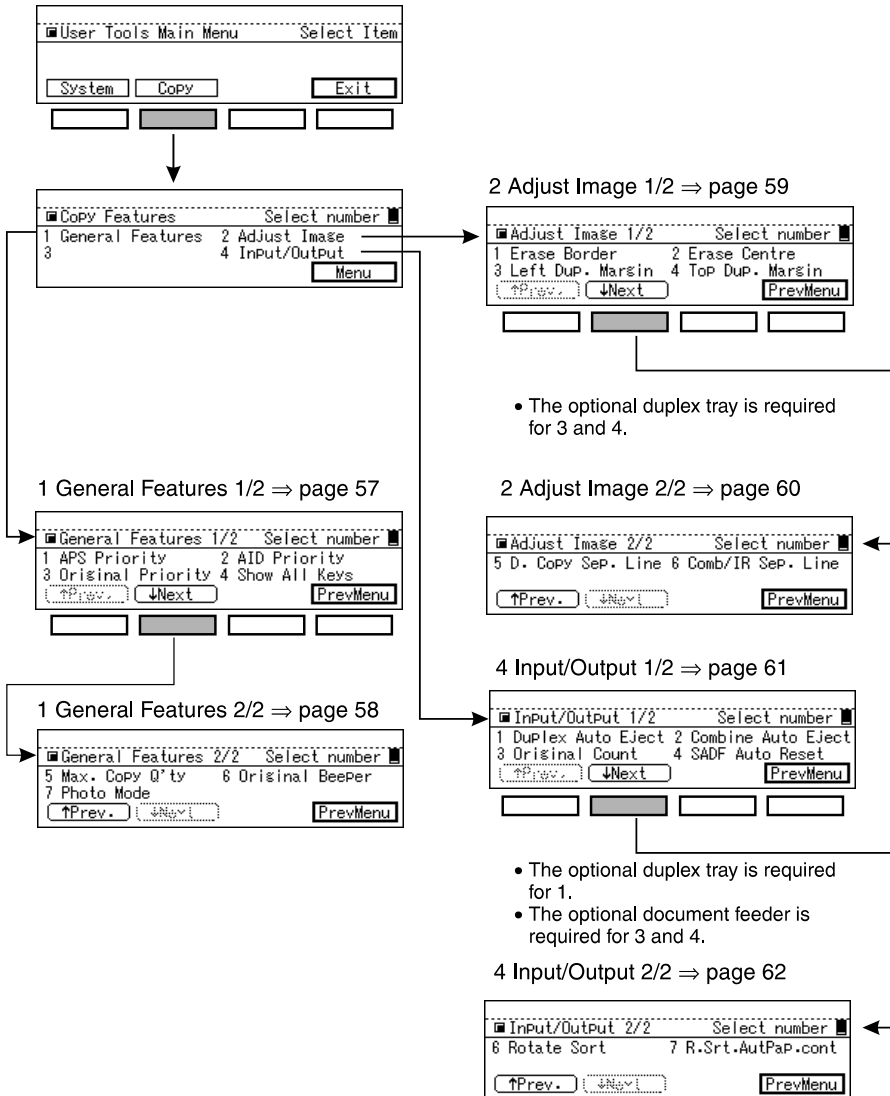 User Tools Main Menu Select Item
System Copy Exit
Copy Features Select number
1 General Features 2 Adjust Image
3 4 Input/Output
Menu
1 General Features 1/2 ⇒ page 57
General Features 1/2 Select number
1 APS Priority 2 AID Priority
3 Original Priority 4 Show All Keys
↑Prev. ↓Next PrevMenu
1 General Features 2/2 ⇒ page 58
General Features 2/2 Select number
5 Max. Copy Q'ty 6 Original Beeper
7 Photo Mode
↑Prev. ↓Next PrevMenu
2 Adjust Image 1/2 ⇒ page 59
Adjust Image 1/2 Select number
1 Erase Border 2 Erase Centre
3 Left Dup. Margin 4 Top Dup. Margin
↑Prev. ↓Next PrevMenu
• The optional duplex tray is required
for 3 and 4.
2 Adjust Image 2/2 ⇒ page 60
Adjust Image 2/2 Select number
5 D. Copy Sep. Line 6 Comb/IR Sep. Line
↑Prev. ↓Next PrevMenu
4 Input/Output 1/2 ⇒ page 61
Input/Output 1/2 Select number
1 Duplex Auto Eject 2 Combine Auto Eject
3 Original Count 4 SADF Auto Reset
↑Prev. ↓Next PrevMenu
• The optional duplex tray is required
for 1.
• The optional document feeder is
required for 3 and 4.
4 Input/Output 2/2 ⇒ page 62
Input/Output 2/2 Select number
6 Rotate Sort 7 R.Srt.AutPap.cont
↑Prev. ↓Next PrevMenu